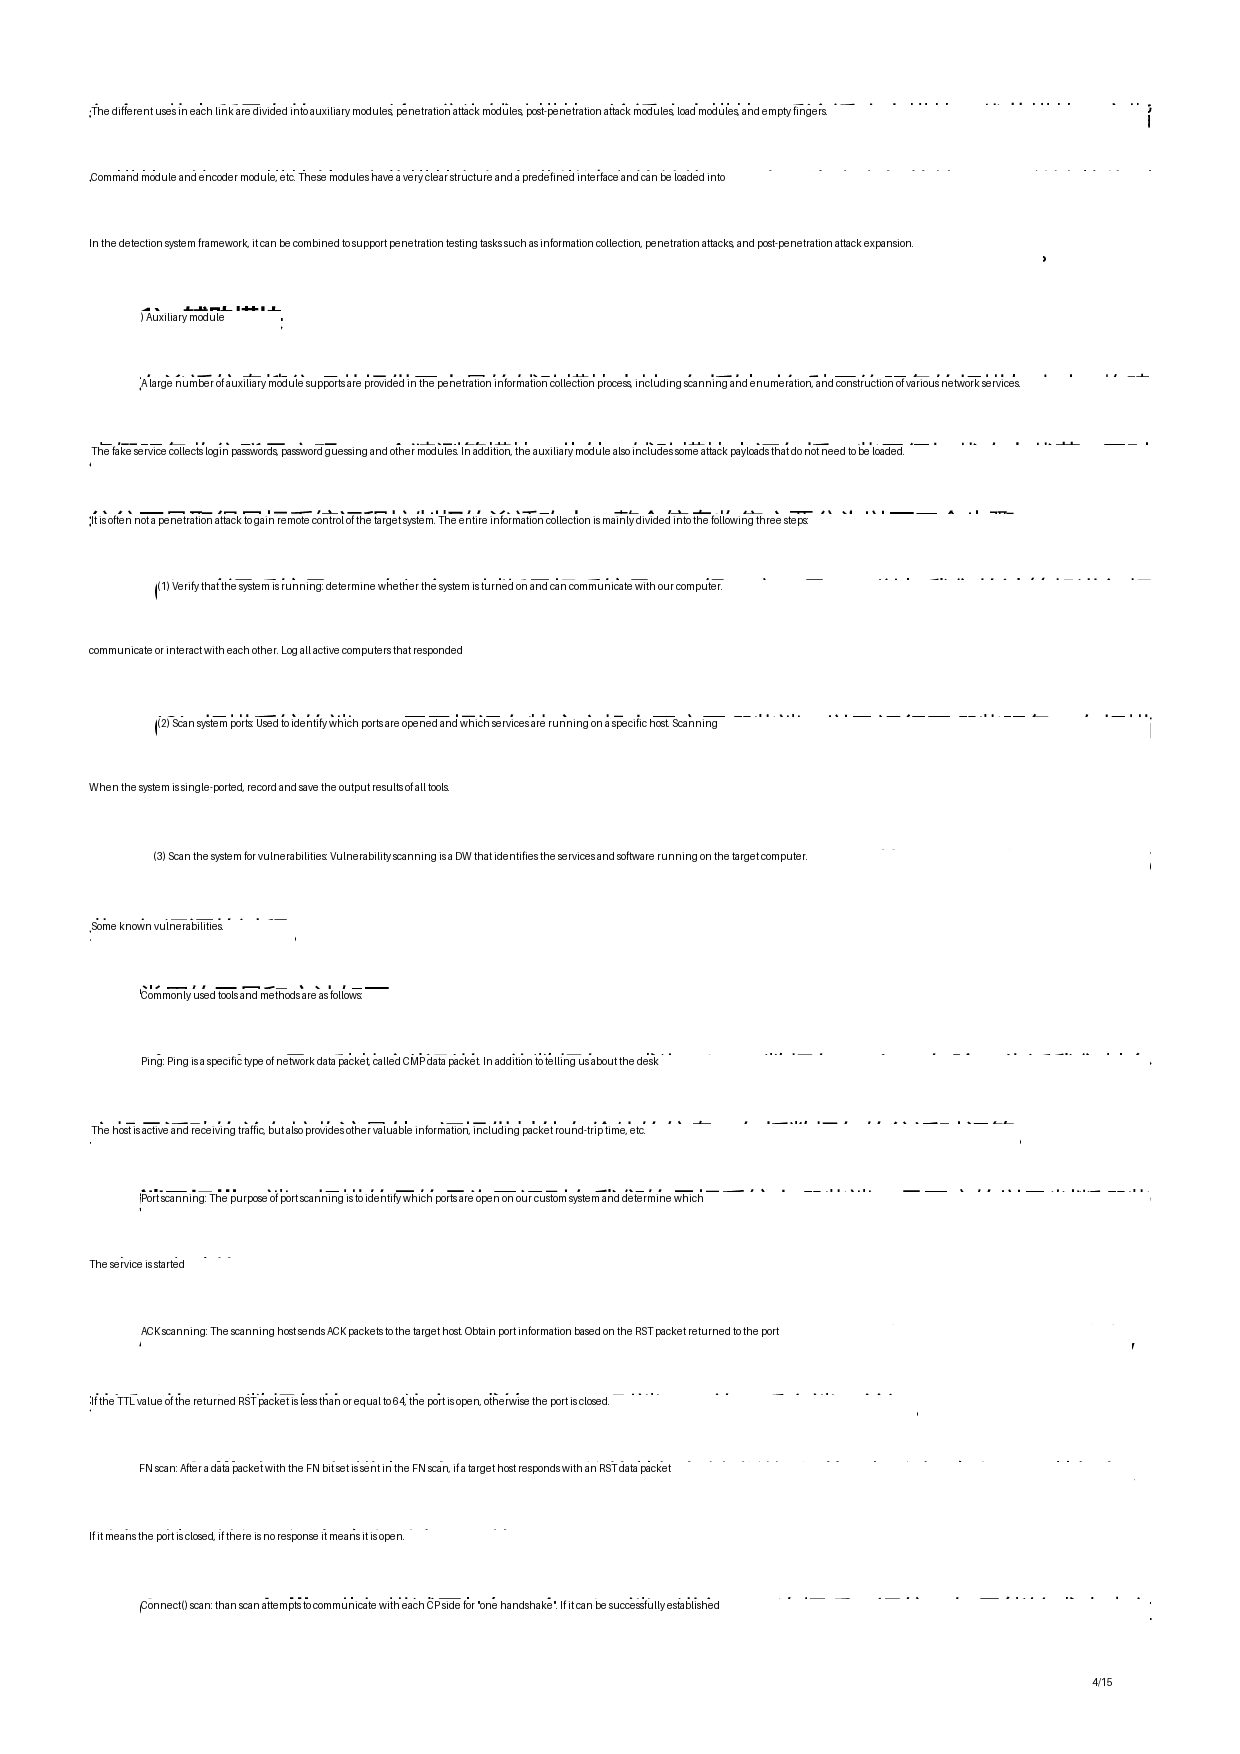 The different uses in each link are divided into auxiliary modules, penetration attack modules, post-penetration attack modules, load modules, and empty fingers.
Command module and encoder module, etc. These modules have a very clear structure and a predefined interface and can be loaded into
In the detection system framework, it can be combined to support penetration testing tasks such as information collection, penetration attacks, and post-penetration attack expansion.
) Auxiliary module
A large number of auxiliary module supports are provided in the penetration information collection process, including scanning and enumeration, and construction of various network services.
The fake service collects login passwords, password guessing and other modules. In addition, the auxiliary module also includes some attack payloads that do not need to be loaded.
It is often not a penetration attack to gain remote control of the target system. The entire information collection is mainly divided into the following three steps:
(1) Verify that the system is running: determine whether the system is turned on and can communicate with our computer.
communicate or interact with each other. Log all active computers that responded
(2) Scan system ports: Used to identify which ports are opened and which services are running on a specific host. Scanning
When the system is single-ported, record and save the output results of all tools.
(3) Scan the system for vulnerabilities: Vulnerability scanning is a DW that identifies the services and software running on the target computer.
Some known vulnerabilities.
Commonly used tools and methods are as follows:
Ping: Ping is a specific type of network data packet, called CMP data packet. In addition to telling us about the desk
The host is active and receiving traffic, but also provides other valuable information, including packet round-trip time, etc.
Port scanning: The purpose of port scanning is to identify which ports are open on our custom system and determine which
The service is started
ACK scanning: The scanning host sends ACK packets to the target host. Obtain port information based on the RST packet returned to the port
If the TTL value of the returned RST packet is less than or equal to 64, the port is open, otherwise the port is closed.
FN scan: After a data packet with the FN bit set is sent in the FN scan, if a target host responds with an RST data packet
If it means the port is closed, if there is no response it means it is open.
Connect() scan: than scan attempts to communicate with each CP side for "one handshake". If it can be successfully established
4/15